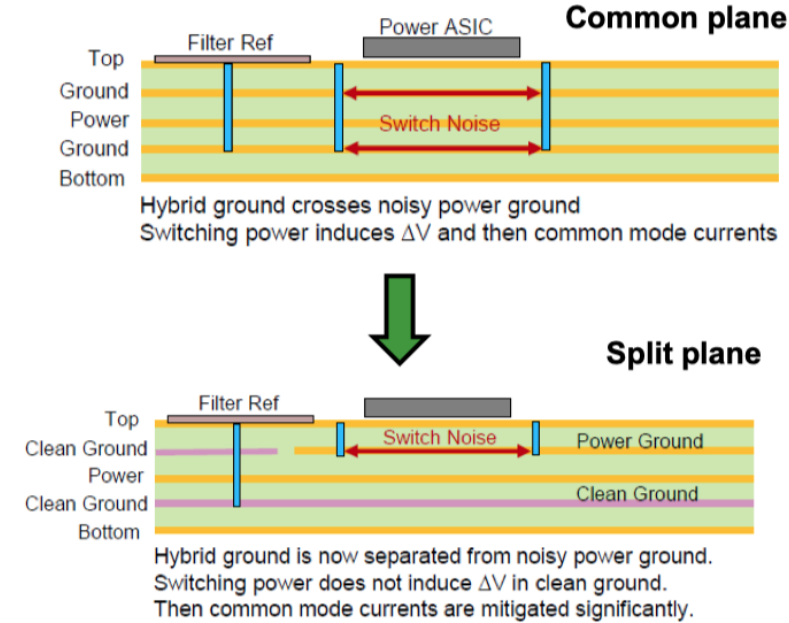 Common plane
Power ASIC
Filter Ref
Top
Ground
Power
Switch Noise
Ground
Bottom
Hybrid ground crosses noisy power ground
Switching power induces ΔV and then common mode currents
Split plane
Filter Ref
Top
Switch Noise
Power Ground
Clean Ground
Power
Clean Ground
Clean Ground
Bottom
Hybrid ground is now separated from noisy power ground.
Switching power does not induce ΔV in clean ground.
Then common mode currents are mitigated significantly.